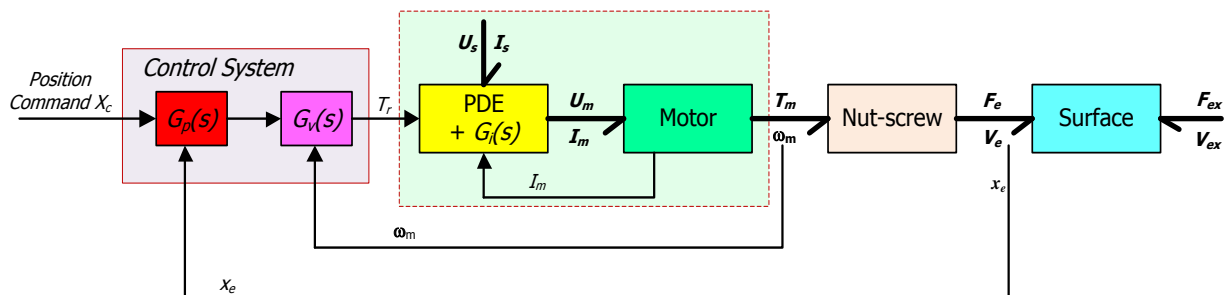 Position
Command Xc
Control System
Gp(s)
Gv(s)
Tr
Us Is
PDE
+ Gi(s)
Um
Im
Motor
Im
Tm
ωm
Nut-screw
Fe
Ve
xe
Surface
Fex
Vex
ωm
xe